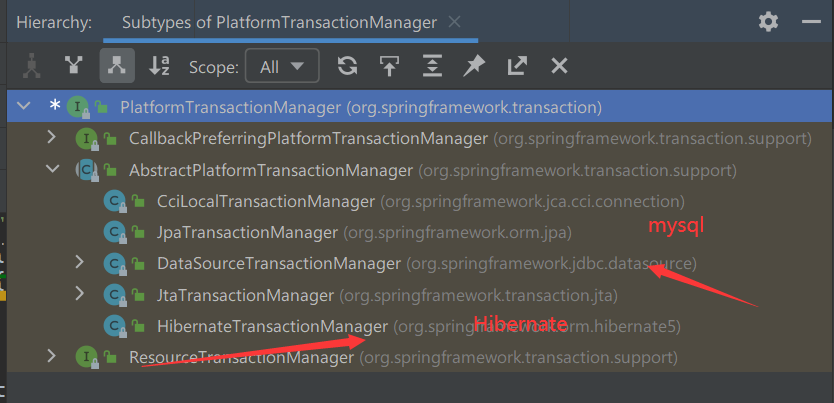 Hierarchy: Subtypes of PlatformTransactionManager
Scope: All
PlatformTransactionManager (org.springframework.transaction)
CallbackPreferringPlatformTransactionManager (org.springframework.transaction.support)
AbstractPlatformTransactionManager (org.springframework.transaction.support)
CciLocalTransactionManager (org.springframework.jca.cci.connection)
mysql
JpaTransactionManager (org.springframework.orm.jpa)
DataSourceTransactionManager (org.springframework.jdbc.datasource)
JtaTransactionManager (org.springframework.transaction.jta)
HibernateTransactionManager (org.springframework.orm.hibernate5)
Hibernate
ResourceTransactionManager (org.springframework.transaction.support)